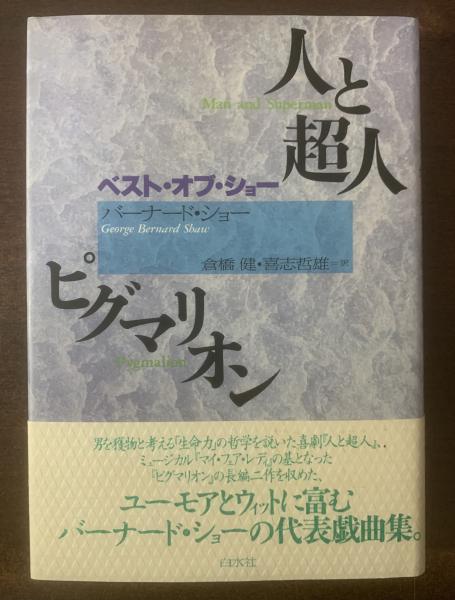 人と
Man and Superman
超人
ベスト・オブ・ショー
バーナード・ショー
George Bernard Shaw
倉橋 健・喜志哲雄=訳
ピグマリオン
Pygmalion
男を獲物と考える「生命力」の哲学を説いた喜劇『人と超人』、
ミュージカル『マイ・フェア・レディ』の基となった
『ピグマリオン』の長編二作を収めた、
ユーモアとウィットに富む
バーナード・ショーの代表戯曲集。
白水社